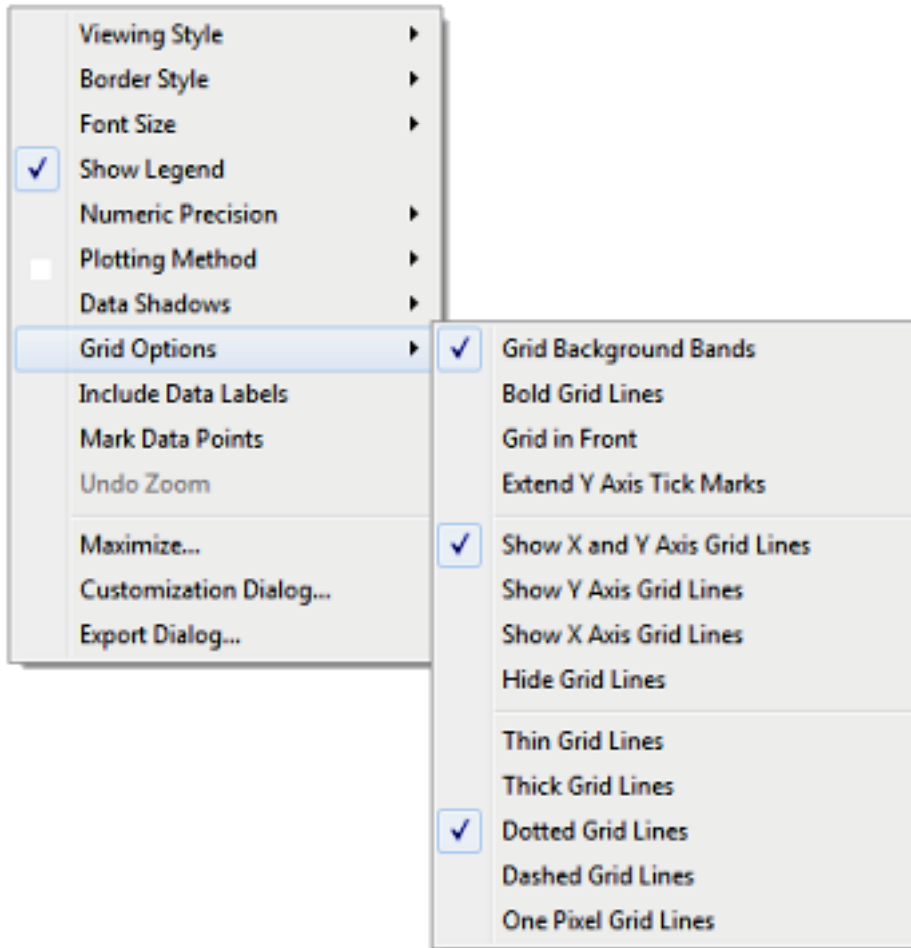 Viewing Style
Border Style
Font Size
Show Legend
Numeric Precision
Plotting Method
Data Shadows
Grid Options
Include Data Labels
Mark Data Points
Undo Zoom
Maximize...
Customization Dialog...
Export Dialog...
Grid Background Bands
Bold Grid Lines
Grid in Front
Extend Y Axis Tick Marks
Show X and Y Axis Grid Lines
Show Y Axis Grid Lines
Show X Axis Grid Lines
Hide Grid Lines
Thin Grid Lines
Thick Grid Lines
Dotted Grid Lines
Dashed Grid Lines
One Pixel Grid Lines